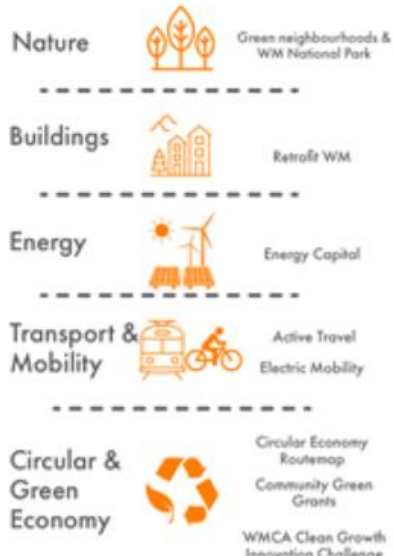 Nature
Green neighbourhoods &
WM National Park
Buildings
Retrofit WM
Energy
Energy Capital
Transport &
Mobility
Active Travel
Electric Mobility
Circular &
Green
Economy
Circular Economy
Routemap
Community Green
Grants
WMCA Clean Growth
Innovation Challenge